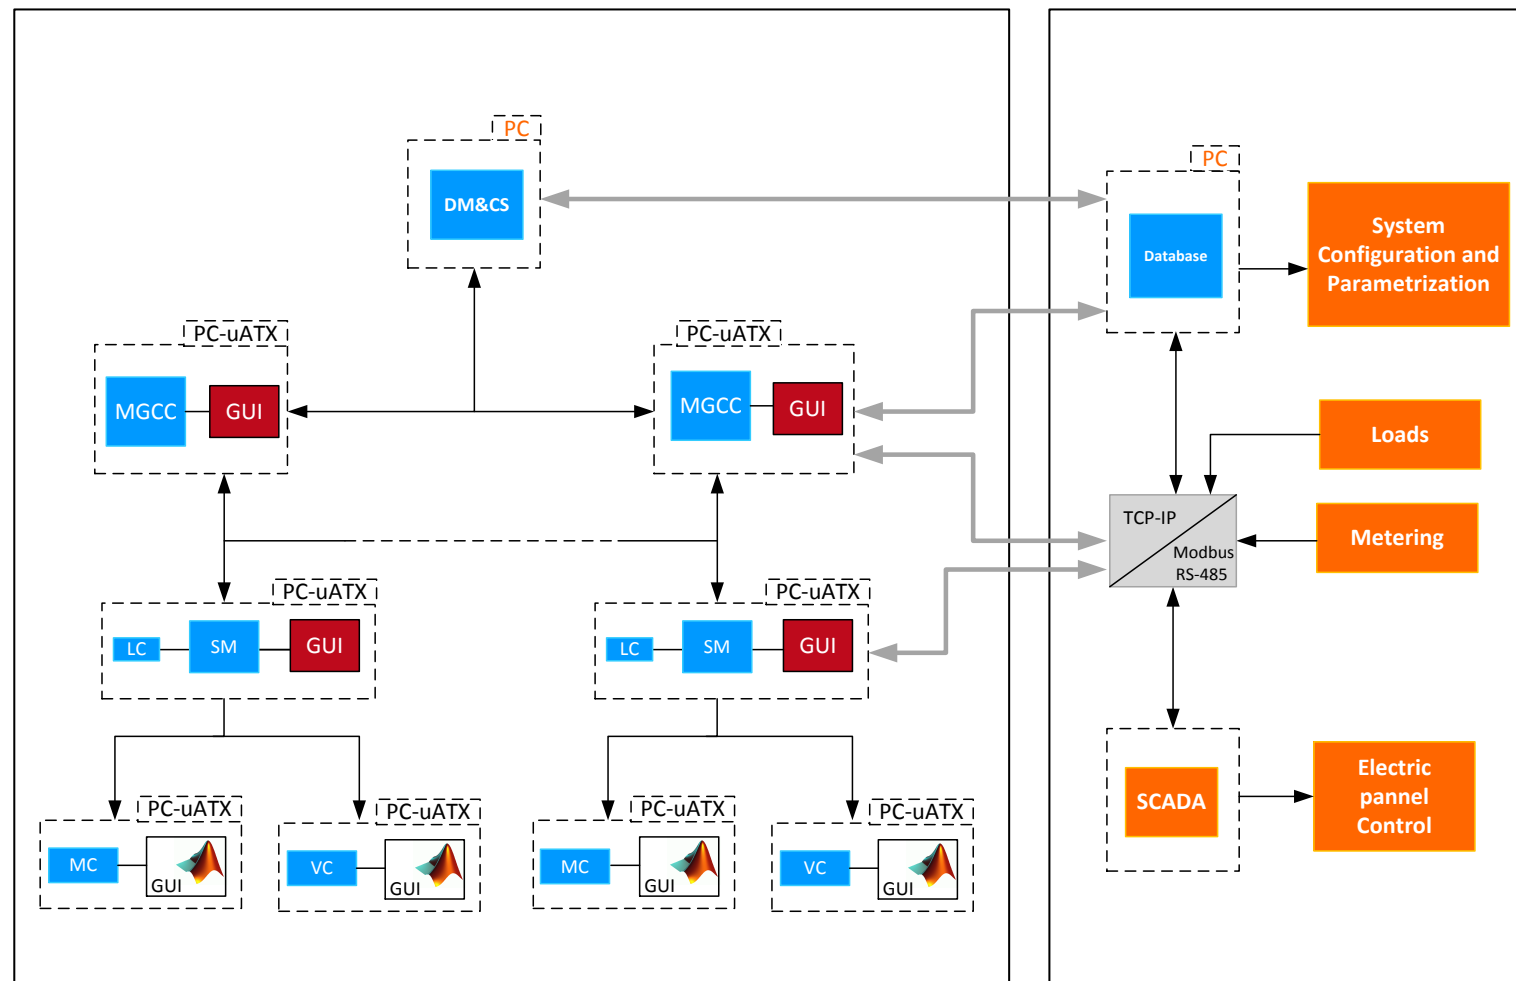 PC
DM&CS
PC
Database
System
Configuration and
Parametrization
PC-uATX
MGCC
GUI
PC-uATX
MGCC
GUI
Loads
TCP-IP
Modbus
RS-485
Metering
PC-uATX
LC
SM
GUI
PC-uATX
LC
SM
GUI
PC-uATX
MC
GUI
PC-uATX
VC
GUI
PC-uATX
MC
GUI
PC-uATX
VC
GUI
SCADA
Electric
pannel
Control